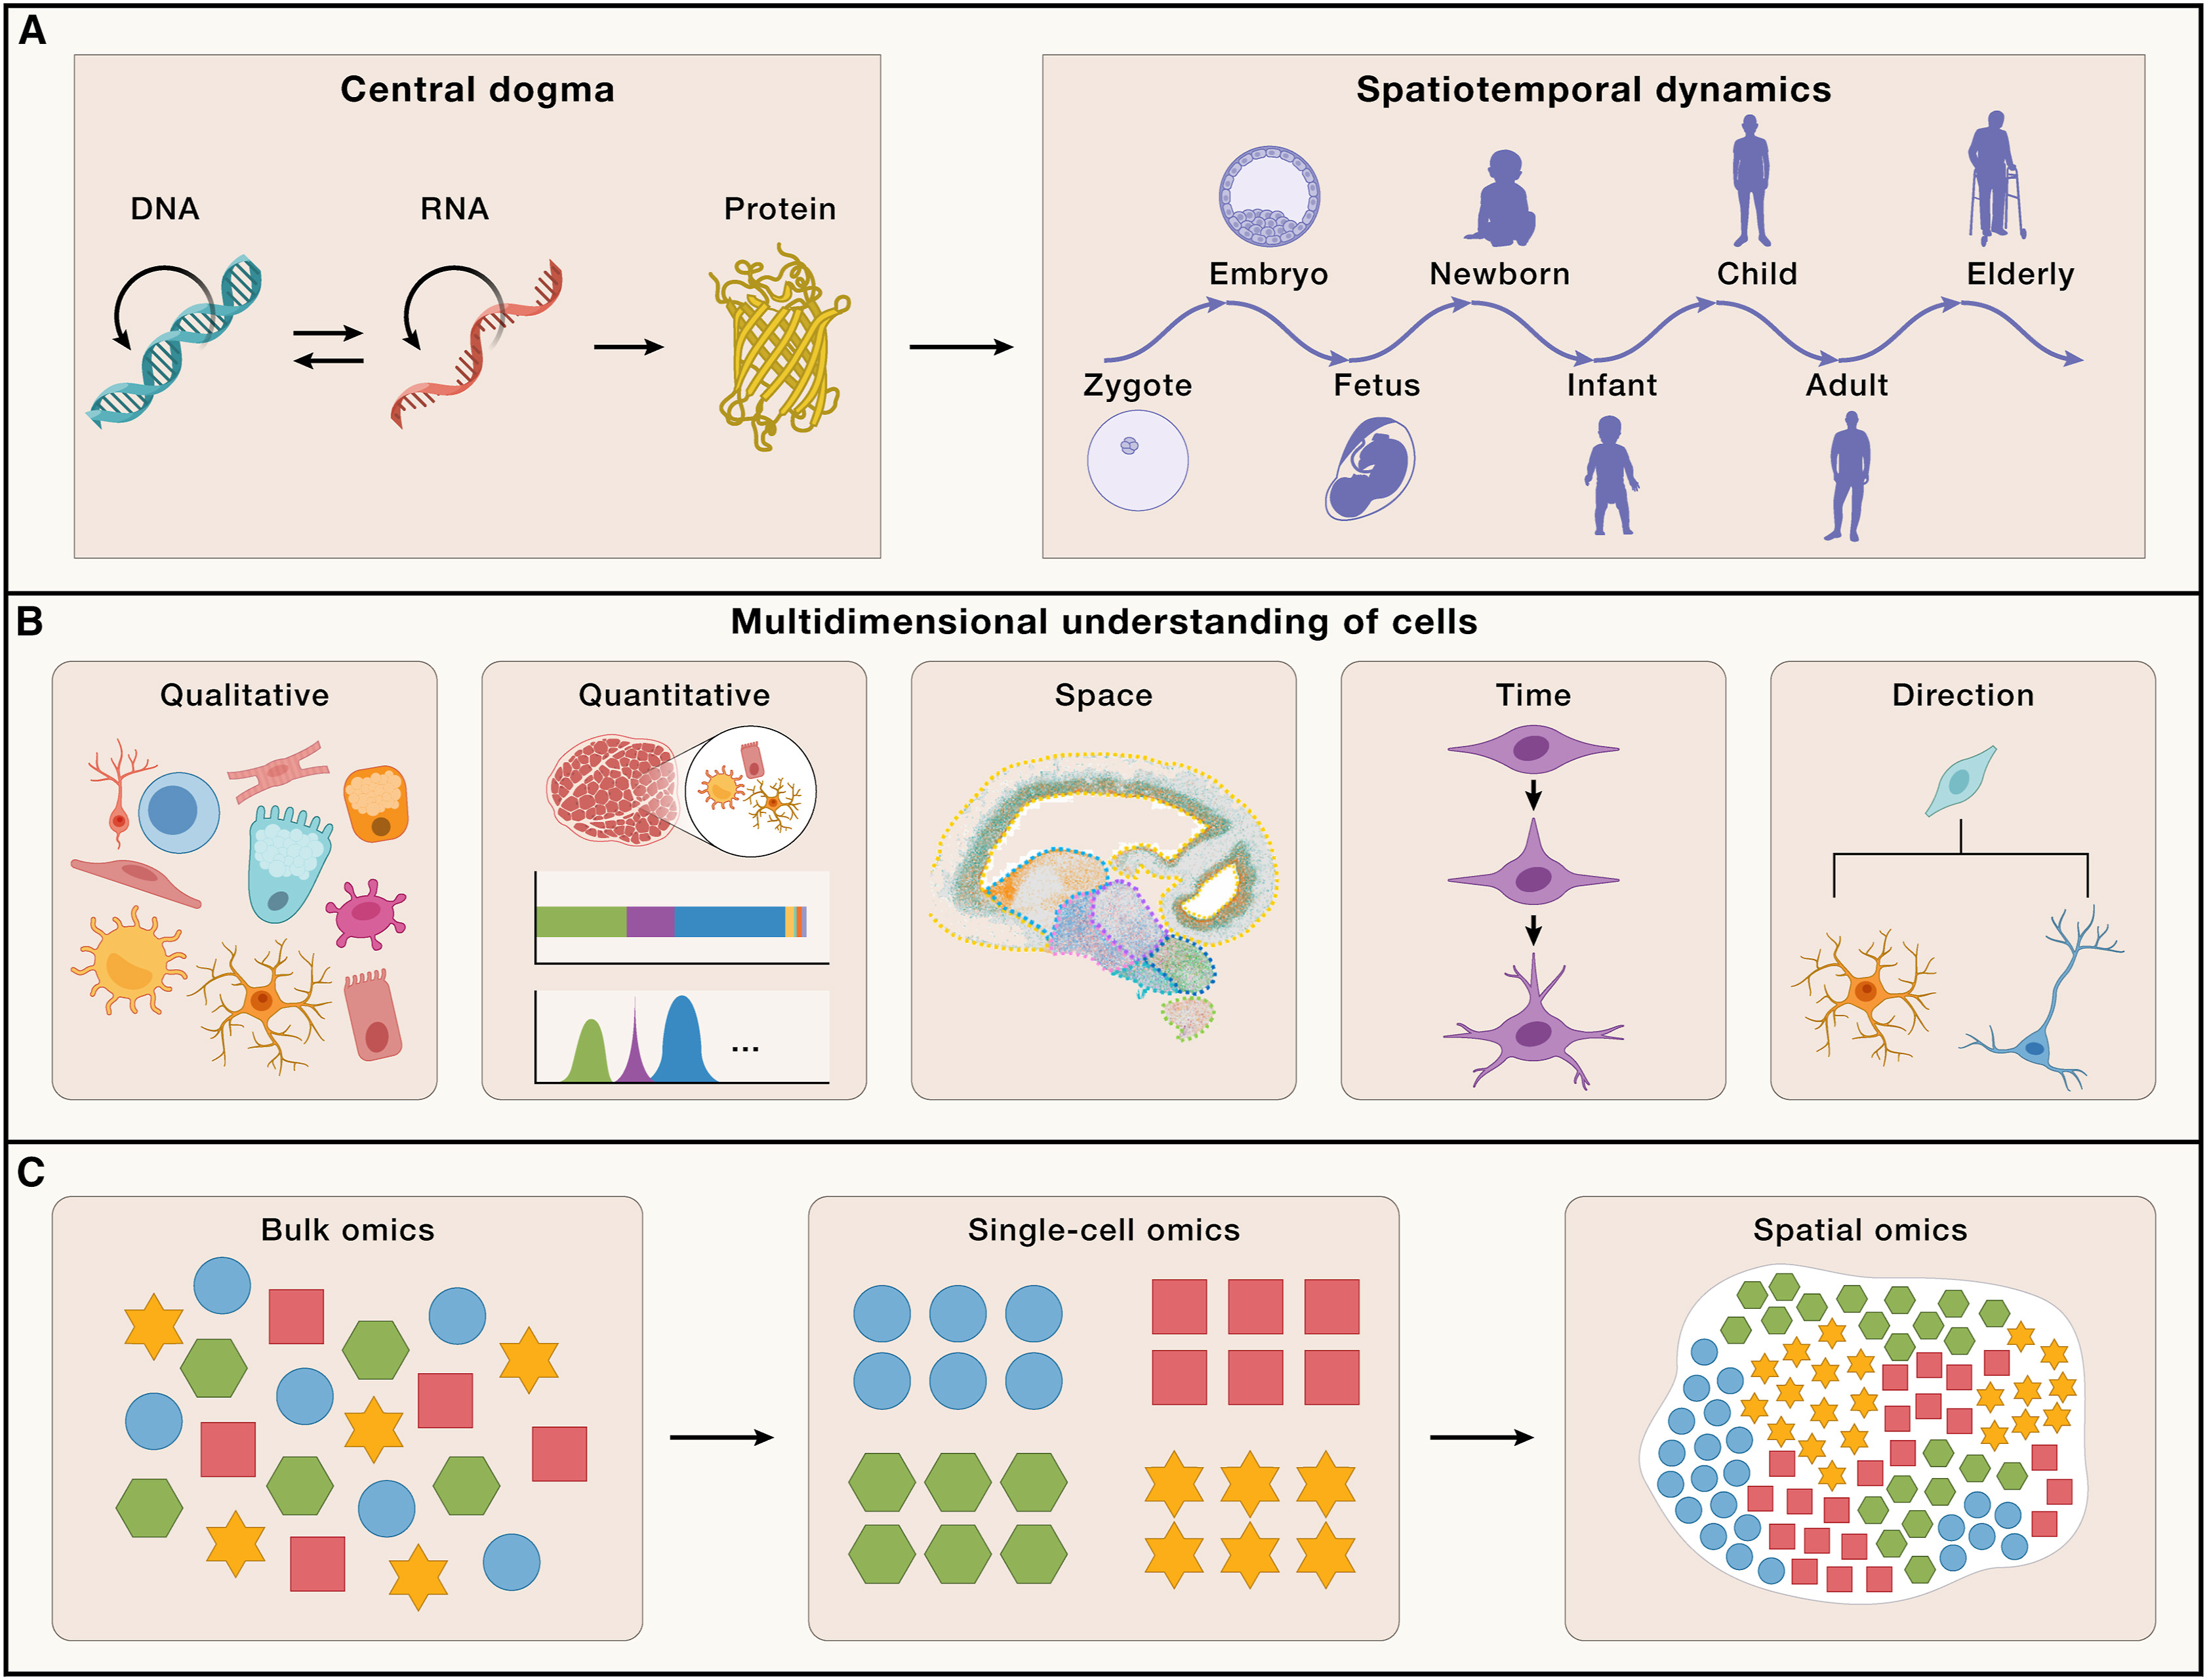 A
Central dogma
DNA
RNA
Protein
Spatiotemporal dynamics
Embryo
Newborn
Child
Elderly
Zygote
Fetus
Infant
Adult
B
Multidimensional understanding of cells
Qualitative
Quantitative
...
Space
Time
Direction
C
Bulk omics
Single-cell omics
Spatial omics